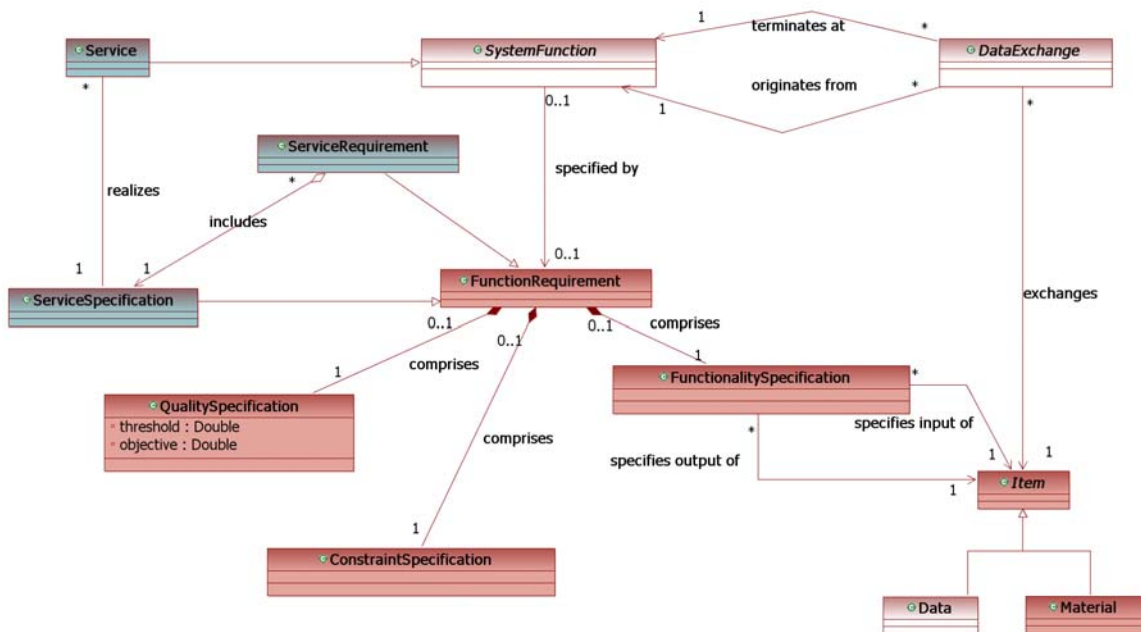 1
terminates at
*
Service
SystemFunction
DataExchange
*
originates from
*
0..1
1
*
ServiceRequirement
*
specified by
realizes
includes
1
1
0..1
FunctionRequirement
ServiceSpecification
exchanges
0..1
0..1
0..1
comprises
comprises
1
1
FunctionalitySpecification
*
QualitySpecification
threshold : Double
objective : Double
*
specifies input of
comprises
specifies output of
1
1
1
Item
1
ConstraintSpecification
Data
Material